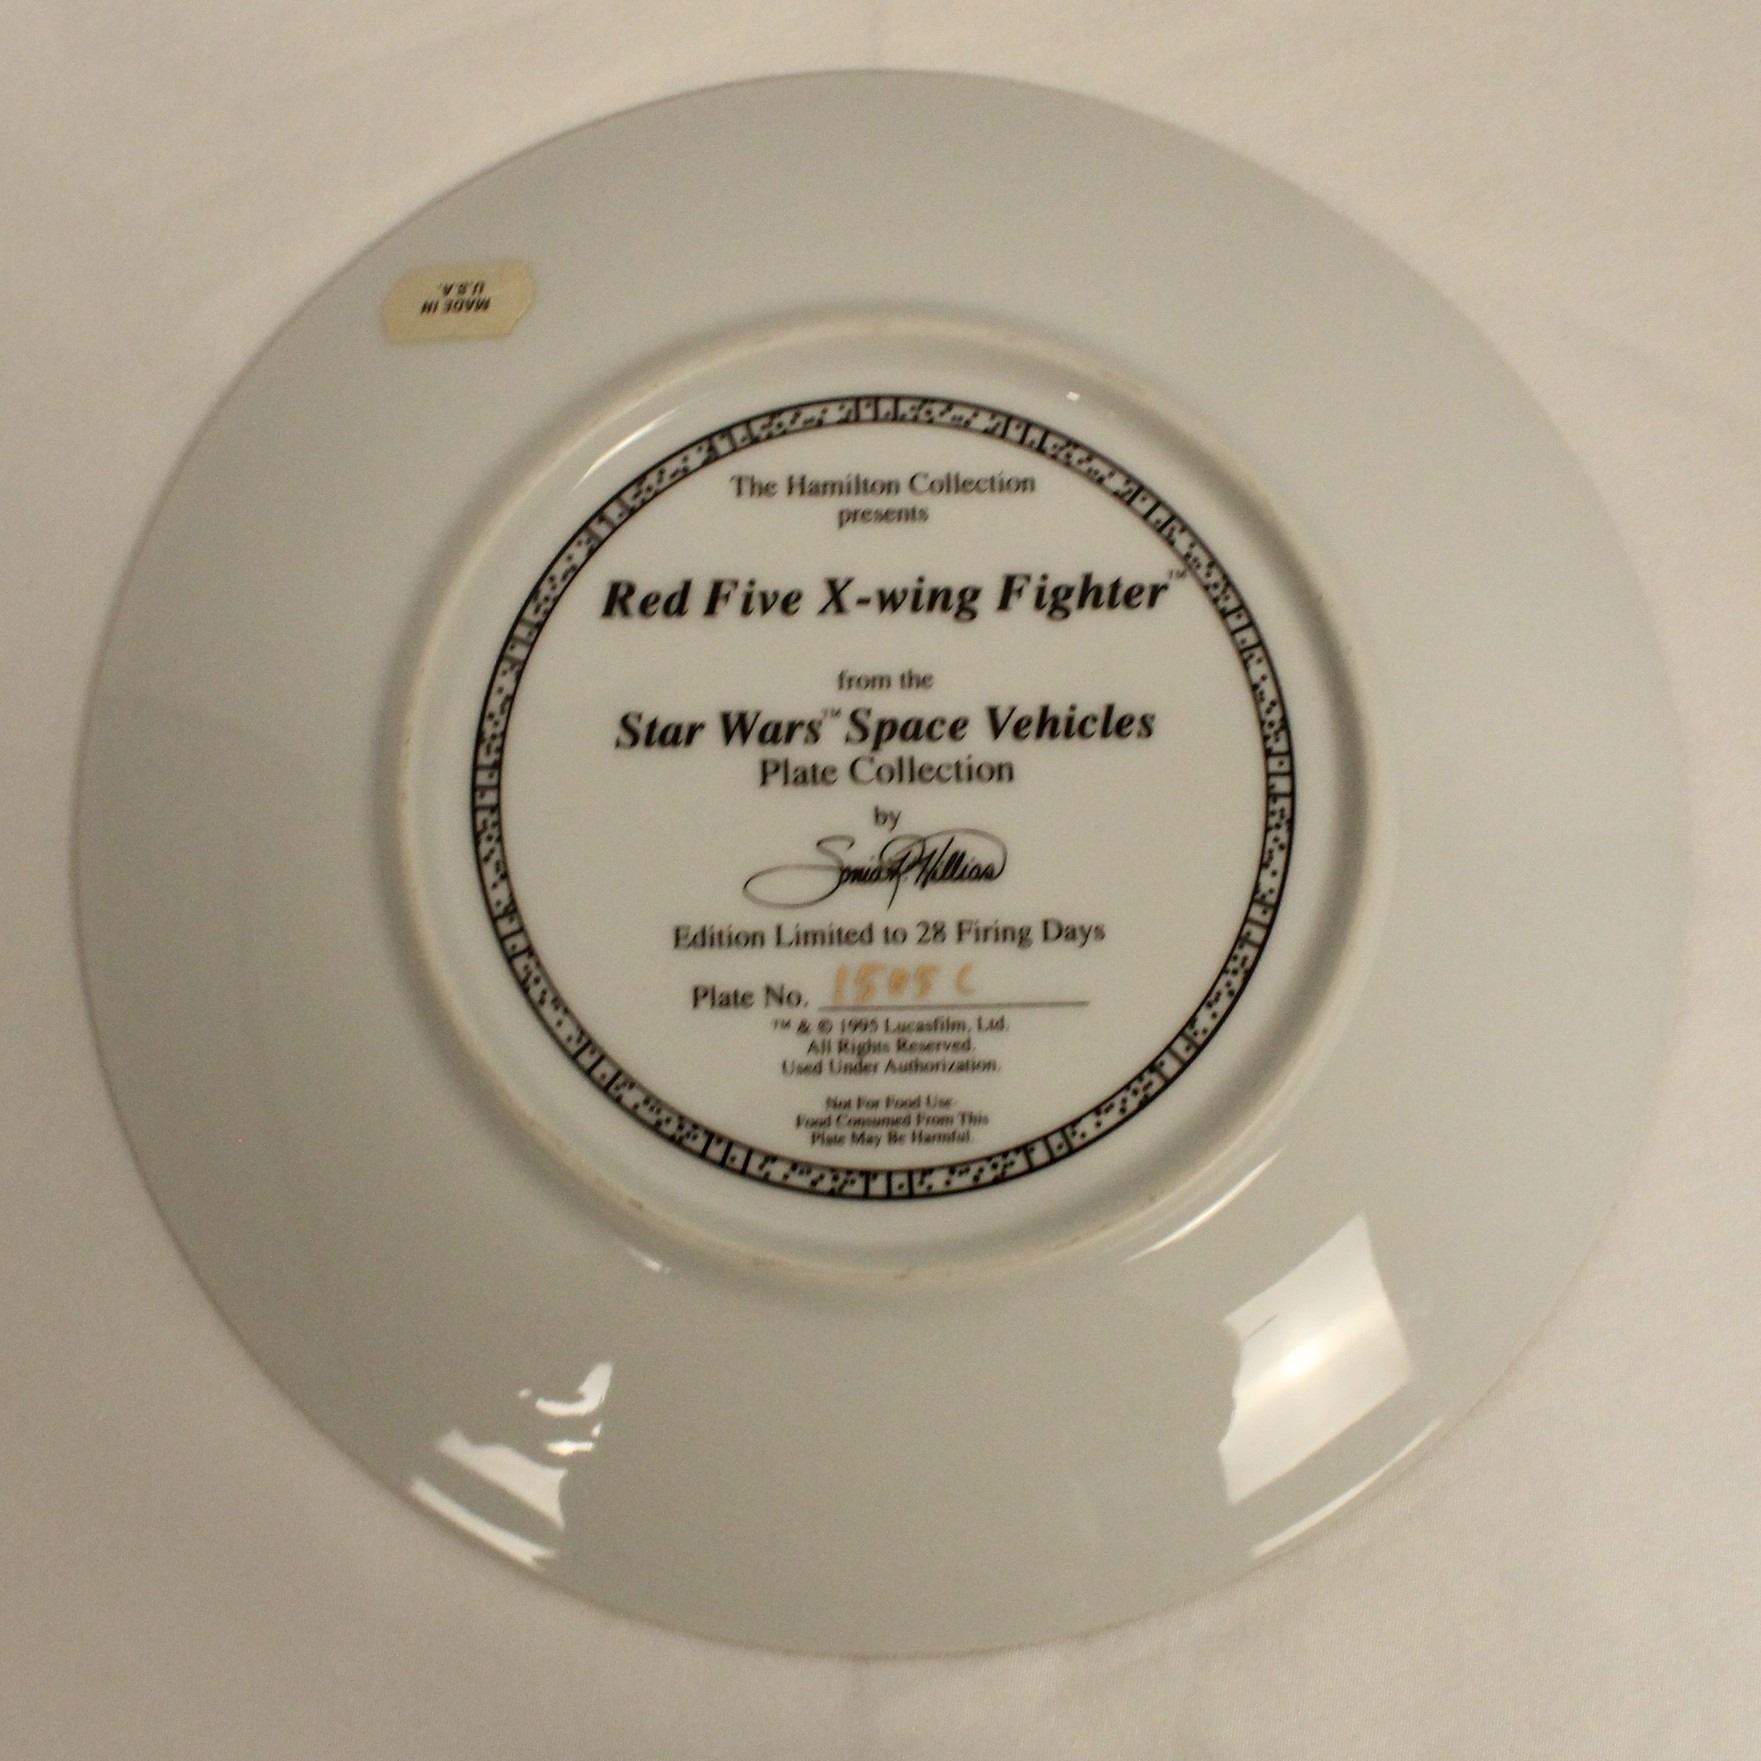 MADE IN
U.S.A.
The Hamilton Collection
presents
Red Five X-wing Fighter™
from the
Star Wars™ Space Vehicles
Plate Collection
by
Sonia R. Hillios
Edition Limited to 28 Firing Days
Plate No. 1505 C
™ & © 1995 Lucasfilm, Ltd.
All Rights Reserved.
Used Under Authorization.
Not For Food Use.
Food Consumed From This
Plate May Be Harmful.